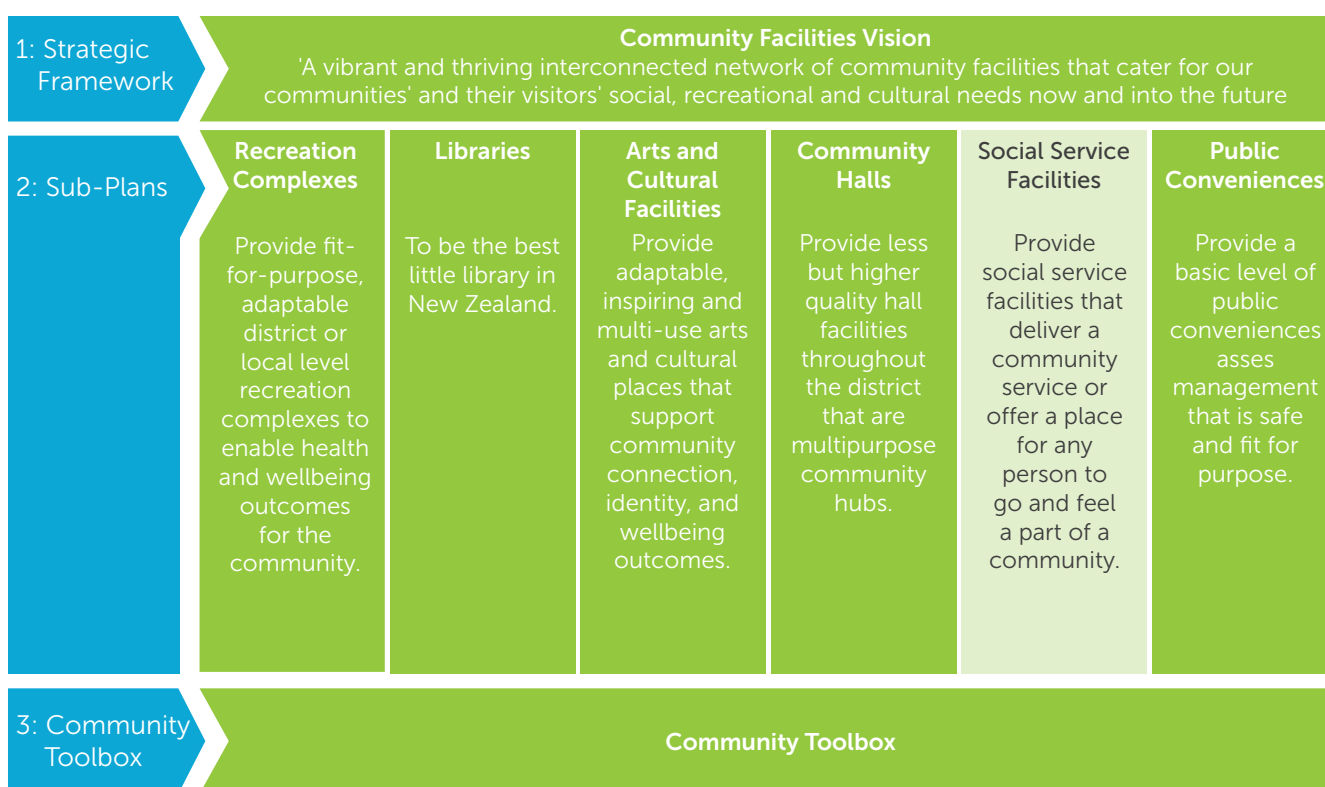 1: Strategic
Framework
Community Facilities Vision
'A vibrant and thriving interconnected network of community facilities that cater for our
communities' and their visitors' social, recreational and cultural needs now and into the future
2: Sub-Plans
Recreation
Complexes
Provide fit-
for-purpose,
adaptable
district or
local level
recreation
complexes to
enable health
and wellbeing
outcomes
for the
community.
Libraries
To be the best
little library in
New Zealand.
Arts and
Cultural
Facilities
Provide
adaptable,
inspiring and
multi-use arts
and cultural
places that
support
community
connection,
identity, and
wellbeing
outcomes.
Community
Halls
Provide less
but higher
quality hall
facilities
throughout
the district
that are
multipurpose
community
hubs.
Social Service
Facilities
Provide
social service
facilities that
deliver a
community
service or
offer a place
for any
person to
go and feel
a part of a
community.
Public
Conveniences
Provide a
basic level of
public
conveniences
asses
management
that is safe
and fit for
purpose.
3: Community
Toolbox
Community Toolbox